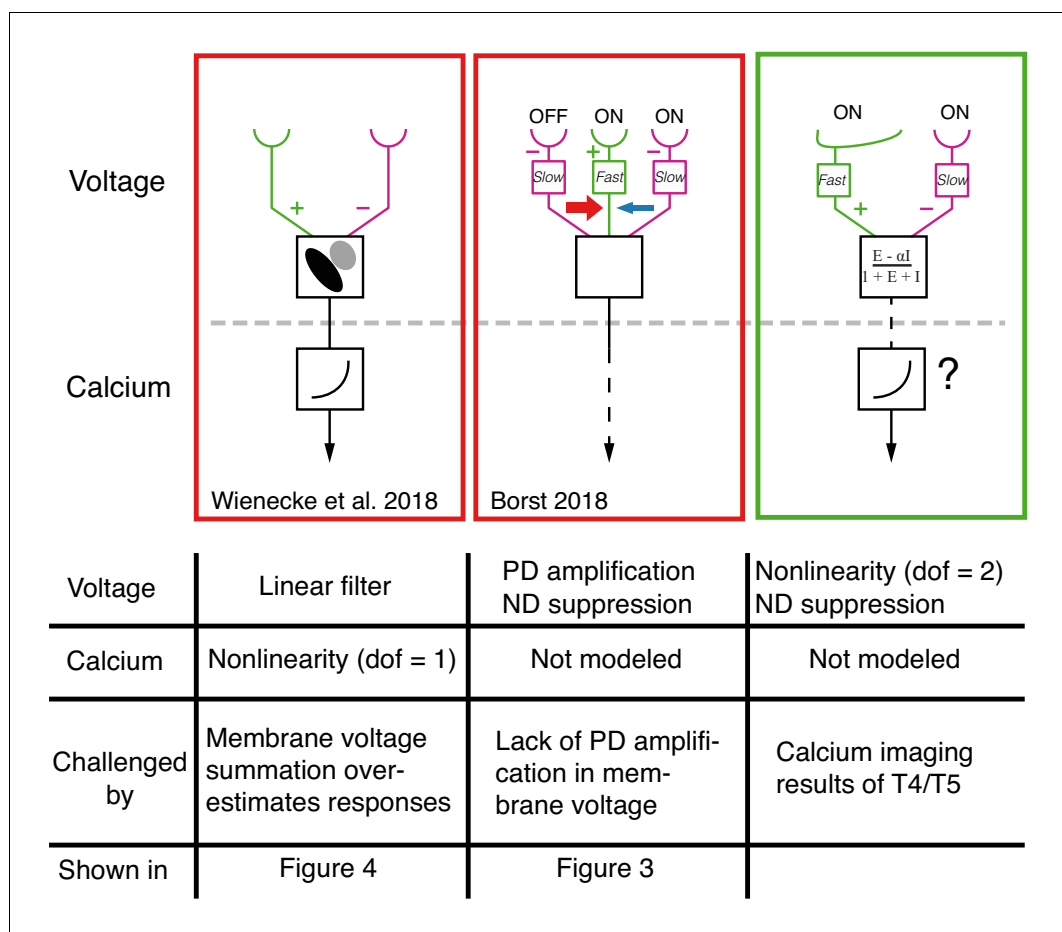 Voltage
+
−
Wienecke et al. 2018
OFF ON ON
− + −
Slow Fast Slow
Borst 2018
ON ON
Fast Slow
+ −
E - αI
1 + E + I
?
Calcium
Voltage
Linear filter
PD amplification
ND suppression
Nonlinearity (dof = 2)
ND suppression
Calcium
Nonlinearity (dof = 1)
Not modeled
Not modeled
Challenged
by
Membrane voltage
summation over-
estimates responses
Lack of PD amplifi-
cation in mem-
brane voltage
Calcium imaging
results of T4/T5
Shown in
Figure 4
Figure 3